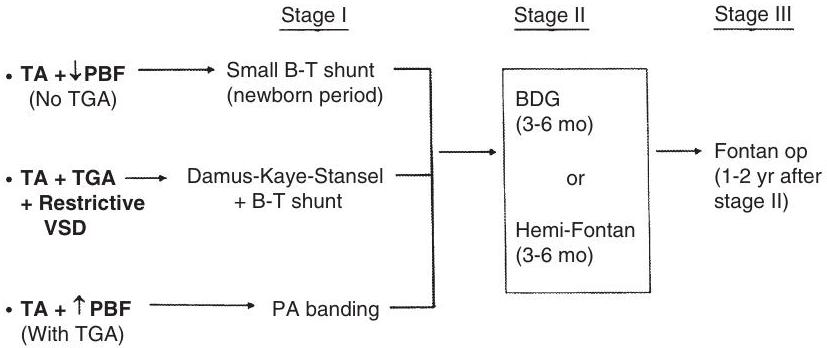 Stage I
Stage II
Stage III
• TA + ↓ PBF
(No TGA)
Small B-T shunt
(newborn period)
• TA + TGA
+ Restrictive
VSD
Damus-Kaye-Stansel
+ B-T shunt
• TA + ↑ PBF
(With TGA)
PA banding
BDG
(3-6 mo)
or
Hemi-Fontan
(3-6 mo)
Fontan op
(1-2 yr after
stage II)